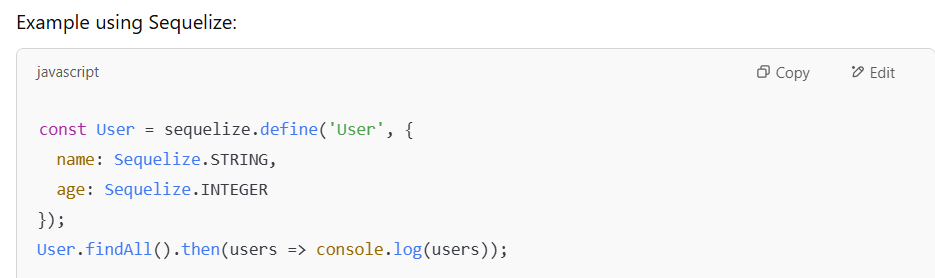 Example using Sequelize:
javascript
Copy
Edit
const User = sequelize.define('User', {
  name: Sequelize.STRING,
  age: Sequelize.INTEGER
});
User.findAll().then(users => console.log(users));